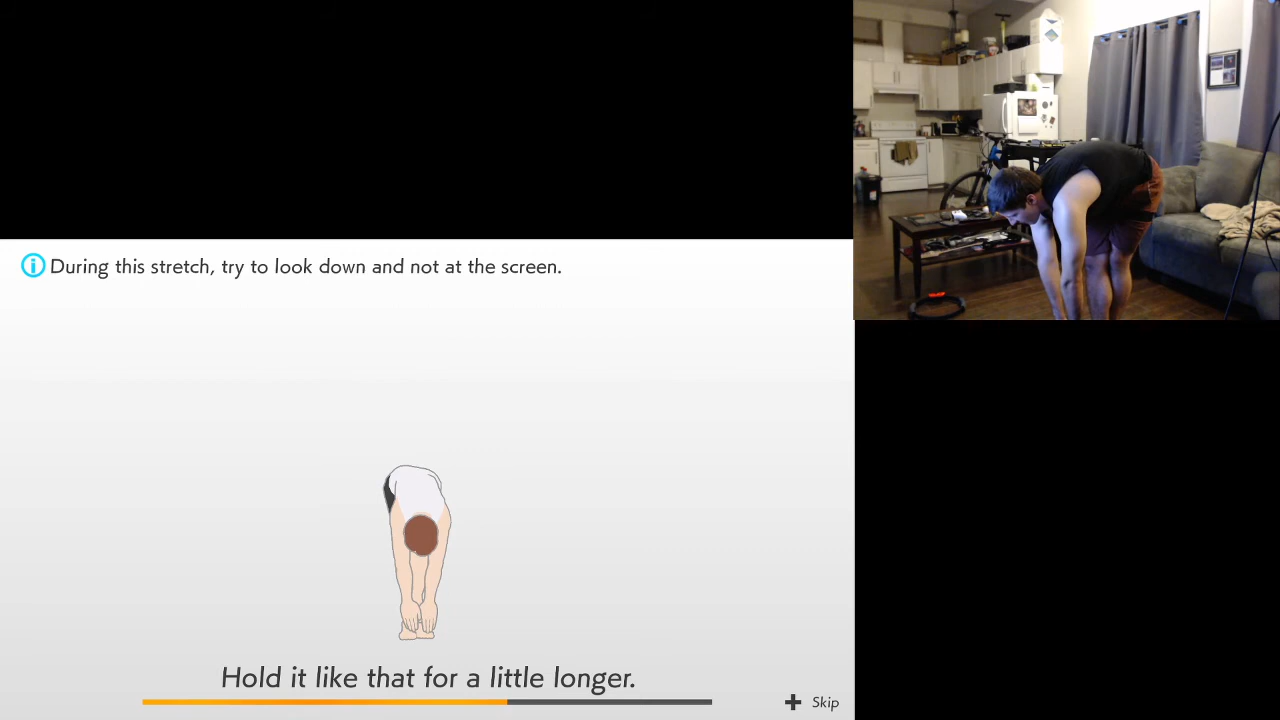 During this stretch, try to look down and not at the screen.
Hold it like that for a little longer.
Skip